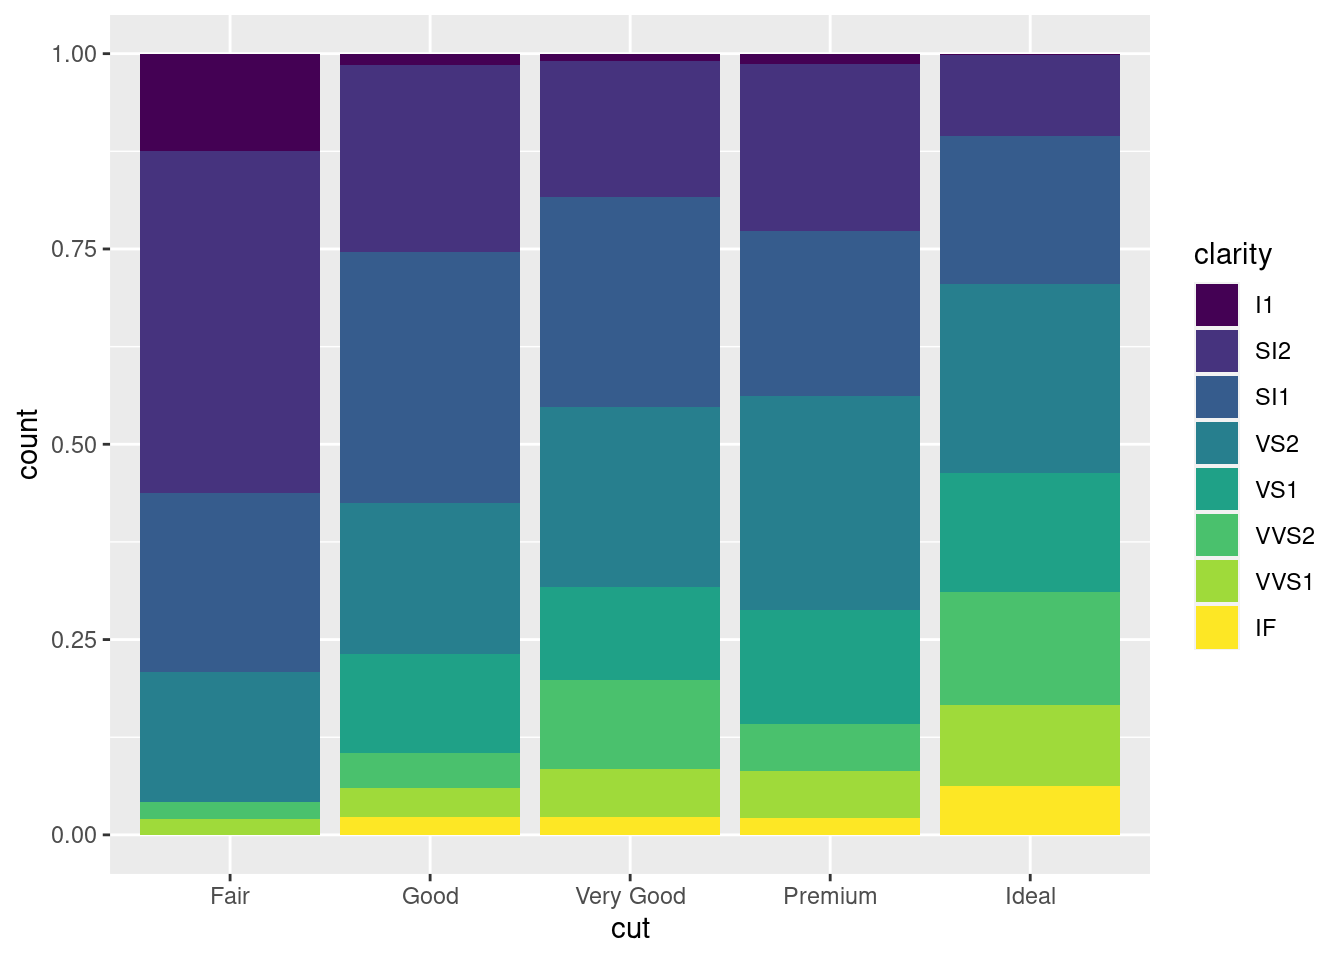 1.00
0.75
0.50
0.25
0.00
count
Fair
Good
Very Good
Premium
Ideal
cut
clarity
I1
SI2
SI1
VS2
VS1
VVS2
VVS1
IF